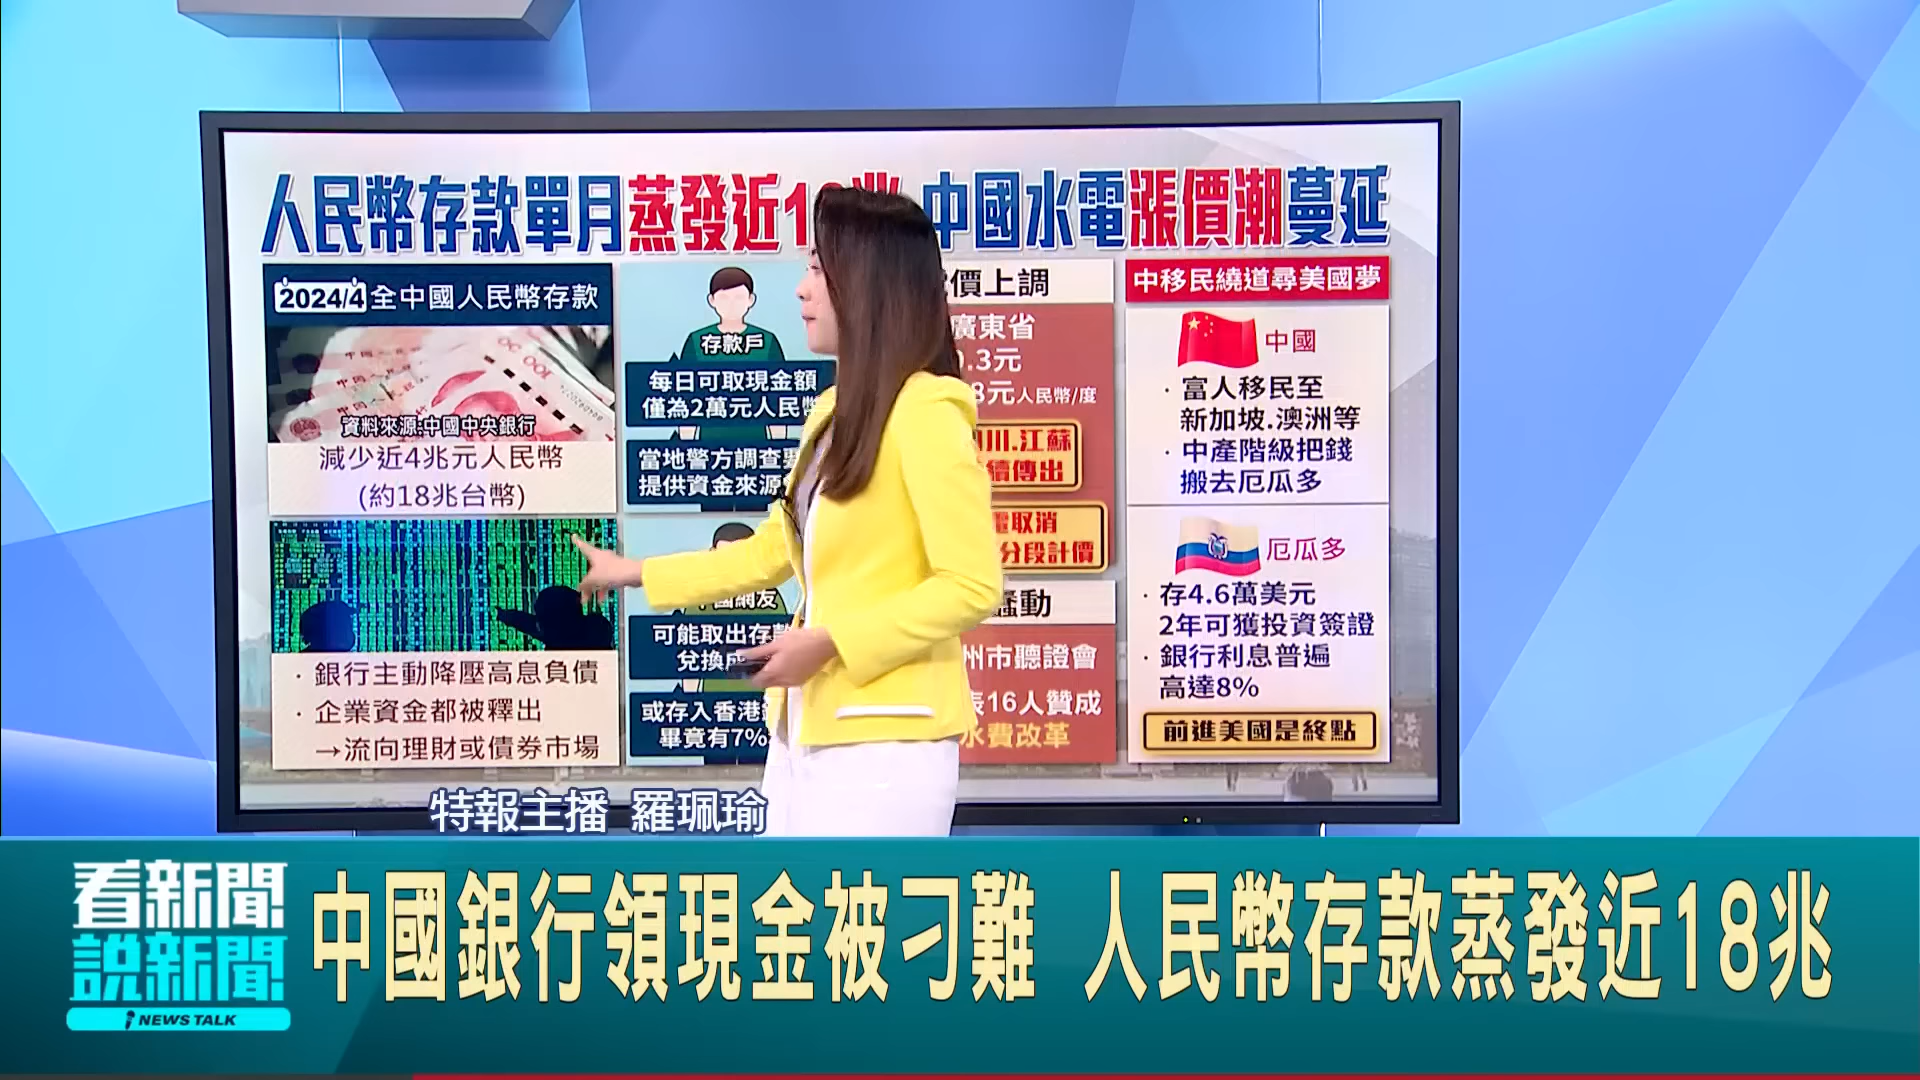 人民幣存款單月蒸發近1 兆 中國水電漲價潮蔓延
2024/4全中國人民幣存款
資料來源:中國中央銀行
減少近4兆元人民幣
(約18兆台幣)
· 銀行主動降壓高息負債
· 企業資金都被釋出
→流向理財或債券市場
存款戶
每日可取現金額
僅為2萬元人民幣
當地警方調查
提供資金來源
國網友
可能取出存款
兌換成
或存入香港
畢竟有7%
價上調
廣東省
.3元
8元人民幣/度
川.江蘇
續傳出
取消
分段計價
蠢動
州市聽證會
16人贊成
水費改革
中移民繞道尋美國夢
中國
· 富人移民至
新加坡.澳洲等
· 中產階級把錢
搬去厄瓜多
厄瓜多
· 存4.6萬美元
2年可獲投資簽證
· 銀行利息普遍
高達8%
前進美國是終點
特報主播 羅珮瑜
看新聞
說新聞
NEWS TALK
中國銀行領現金被刁難 人民幣存款蒸發近18兆